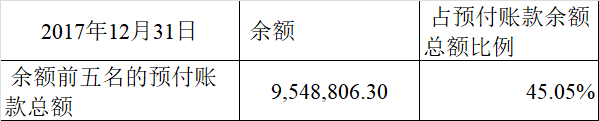 2017年12月31日 余额 占预付账款余额
总额比例
余额前五名的预付账
款总额 9,548,806.30 45.05%